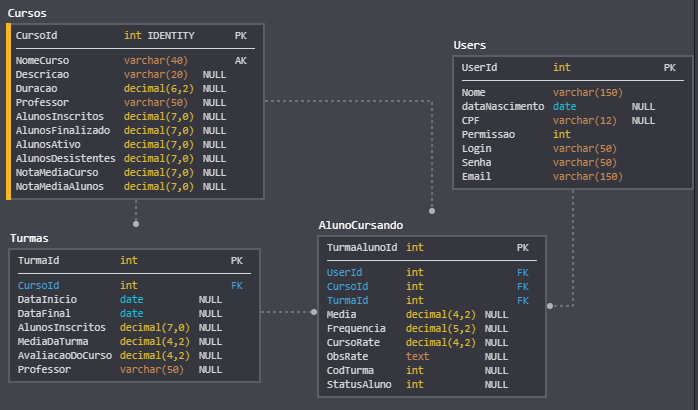 Cursos
CursoId int IDENTITY PK
NomeCurso varchar(40) AK
Descricao varchar(20) NULL
Duracao decimal(6,2) NULL
Professor varchar(50) NULL
AlunosInscritos decimal(7,0) NULL
AlunosFinalizado decimal(7,0) NULL
AlunosAtivo decimal(7,0) NULL
AlunosDesistentes decimal(7,0) NULL
NotaMediaCurso decimal(7,0) NULL
NotaMediaAlunos decimal(7,0) NULL
Users
UserId int PK
Nome varchar(150)
dataNascimento date NULL
CPF varchar(12) NULL
Permissao int
Login varchar(50)
Senha varchar(50)
Email varchar(150)
Turmas
TurmaId int PK
CursoId int FK
DataInicio date NULL
DataFinal date NULL
AlunosInscritos decimal(7,0) NULL
MediaDaTurma decimal(4,2) NULL
AvaliacaoDoCurso decimal(4,2) NULL
Professor varchar(50) NULL
AlunoCursando
TurmaAlunoId int PK
UserId int FK
CursoId int FK
TurmaId int FK
Media decimal(4,2) NULL
Frequencia decimal(5,2) NULL
CursoRate decimal(4,2) NULL
ObsRate text NULL
CodTurma int NULL
StatusAluno int NULL